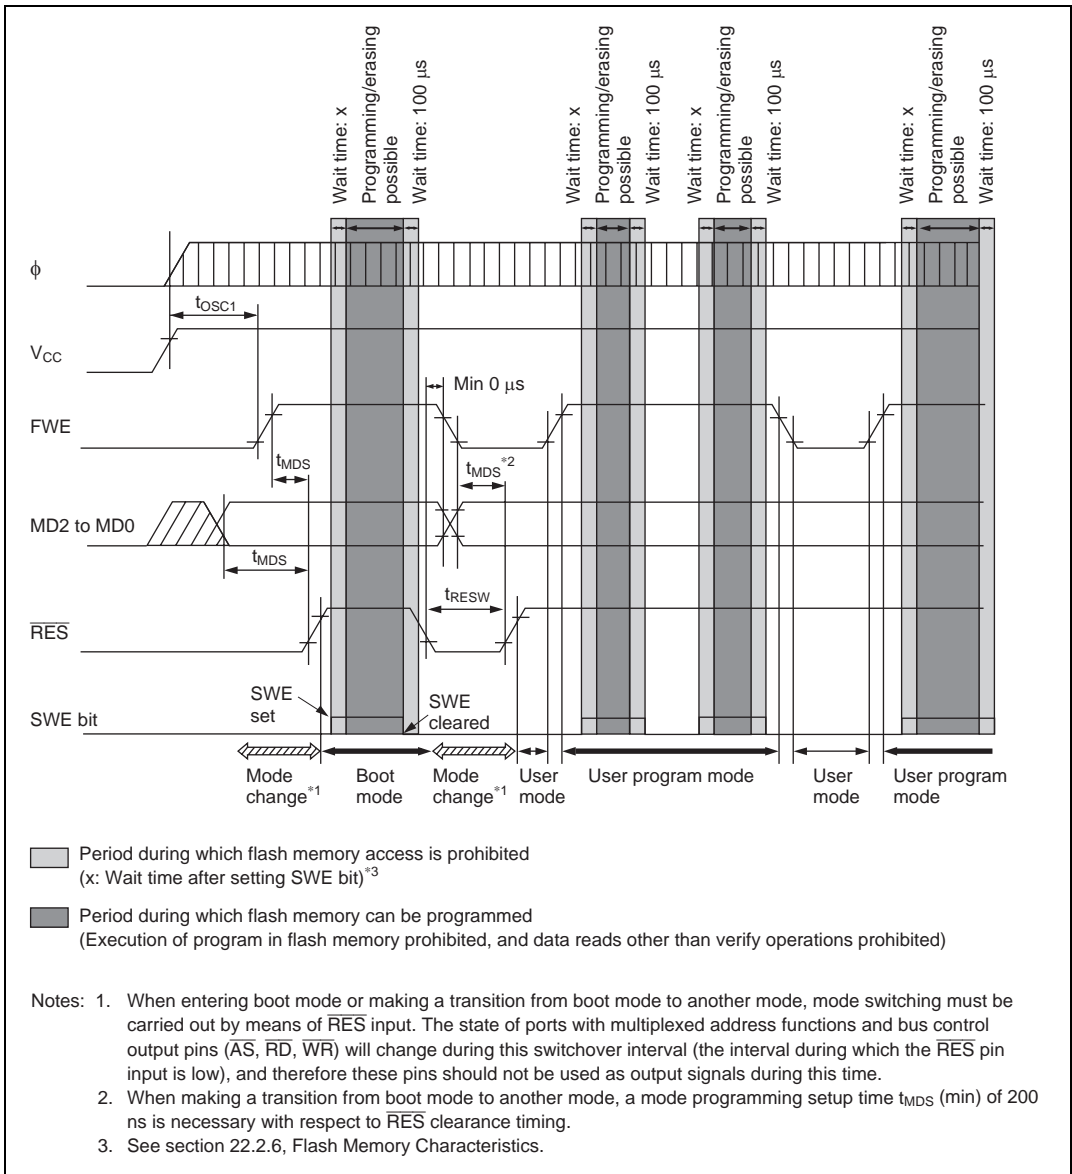 Wait time: x
Programming/erasing
possible
Wait time: 100 μs
Wait time: x
Programming/erasing
possible
Wait time: 100 μs
Wait time: x
Programming/erasing
possible
Wait time: 100 μs
Wait time: x
Programming/erasing
possible
Wait time: 100 μs
ϕ
tOSC1
VCC
Min 0 μs
FWE
tMDS
tMDS*2
MD2 to MD0
tMDS
tRESW
RES
SWE
set
SWE
cleared
SWE bit
Mode
change*1
Boot
mode
Mode
change*1
User
mode
User program mode
User
mode
User program
mode
Period during which flash memory access is prohibited
(x: Wait time after setting SWE bit)*3
Period during which flash memory can be programmed
(Execution of program in flash memory prohibited, and data reads other than verify operations prohibited)
Notes: 1. When entering boot mode or making a transition from boot mode to another mode, mode switching must be
carried out by means of RES input. The state of ports with multiplexed address functions and bus control
output pins (AS, RD, WR) will change during this switchover interval (the interval during which the RES pin
input is low), and therefore these pins should not be used as output signals during this time.
2. When making a transition from boot mode to another mode, a mode programming setup time tMDS (min) of 200
ns is necessary with respect to RES clearance timing.
3. See section 22.2.6, Flash Memory Characteristics.